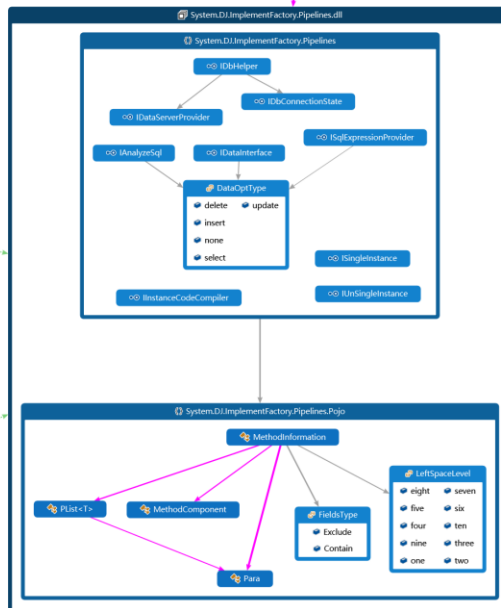 System.DJ.ImplementFactory.Pipelines.dll
System.DJ.ImplementFactory.Pipelines
IDbHelper
IDbConnectionState
IDataServerProvider
ISqlExpressionProvider
IAnalyzeSql
IDataInterface
DataOptType
delete
update
insert
none
select
ISingleInstance
IInstanceCodeCompiler
IUnSingleInstance
System.DJ.ImplementFactory.Pipelines.Pojo
MethodInformation
LeftSpaceLevel
eight
seven
five
six
four
ten
nine
three
one
two
PList<T>
MethodComponent
FieldsType
Exclude
Contain
Para